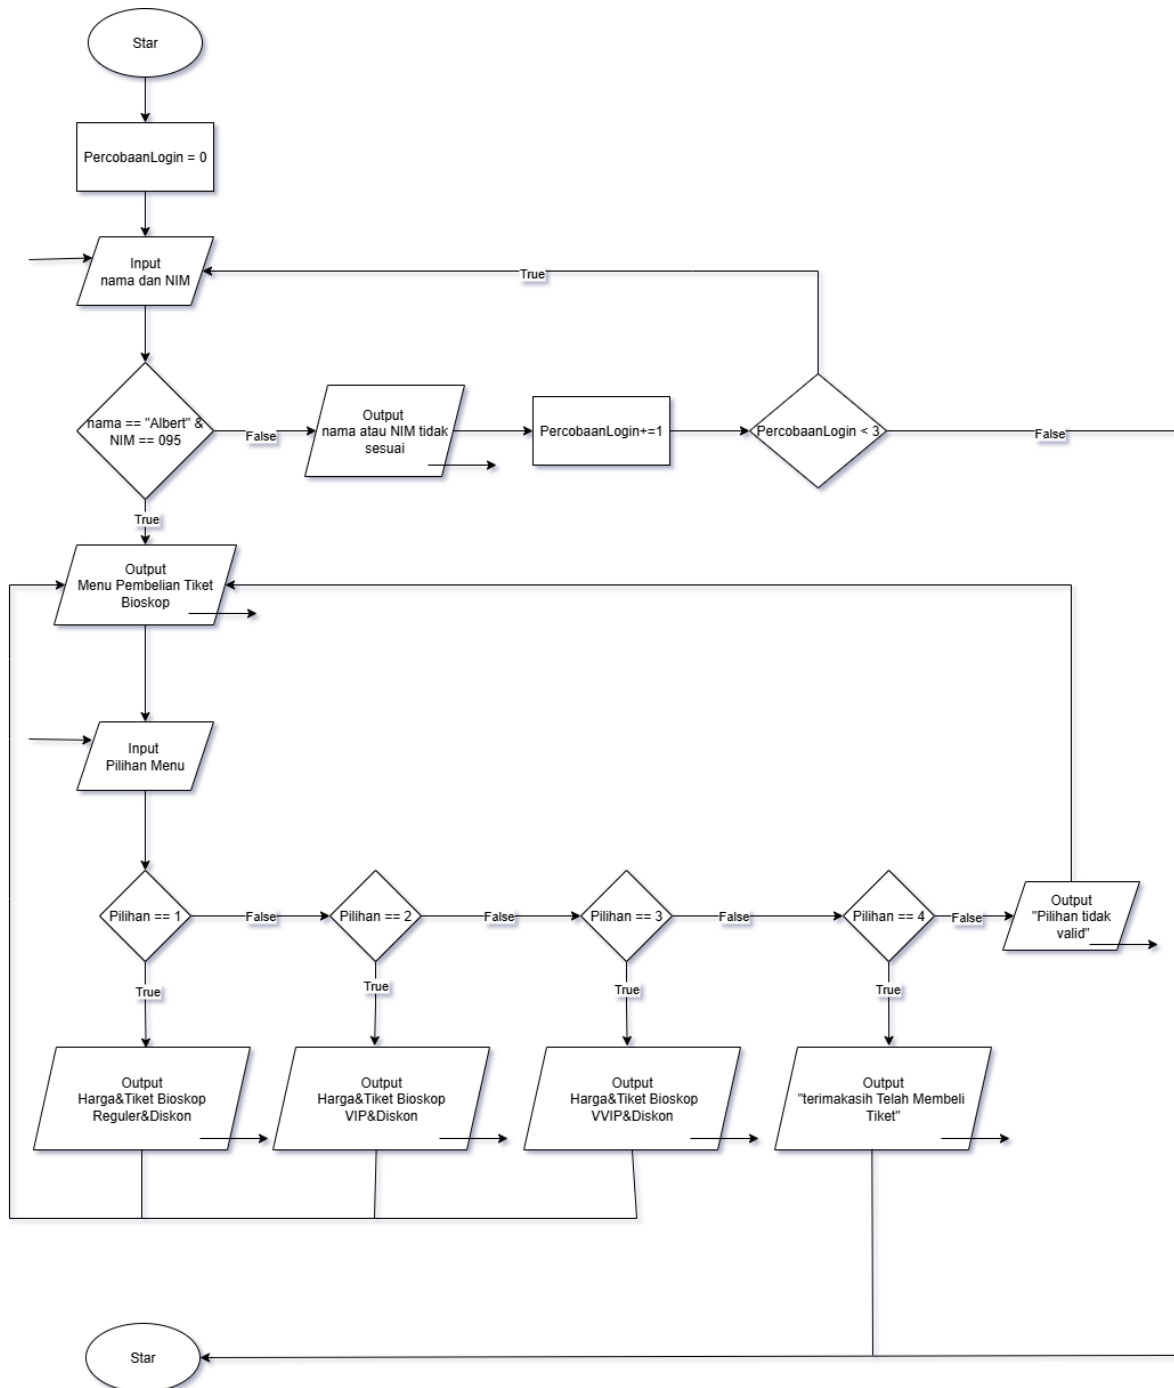 Star
PercobaanLogin = 0
Input
nama dan NIM
True
nama == "Albert" &
NIM == 095
False
Output
nama atau NIM tidak
sesuai
PercobaanLogin+=1
PercobaanLogin < 3
False
True
Output
Menu Pembelian Tiket
Bioskop
Input
Pilihan Menu
Pilihan == 1
False
Pilihan == 2
False
Pilihan == 3
False
Pilihan == 4
False
Output
"Pilihan tidak
valid"
True
True
True
True
Output
Harga&Tiket Bioskop
Reguler&Diskon
Output
Harga&Tiket Bioskop
VIP&Diskon
Output
Harga&Tiket Bioskop
VVIP&Diskon
Output
"terimakasih Telah Membeli
Tiket"
Star